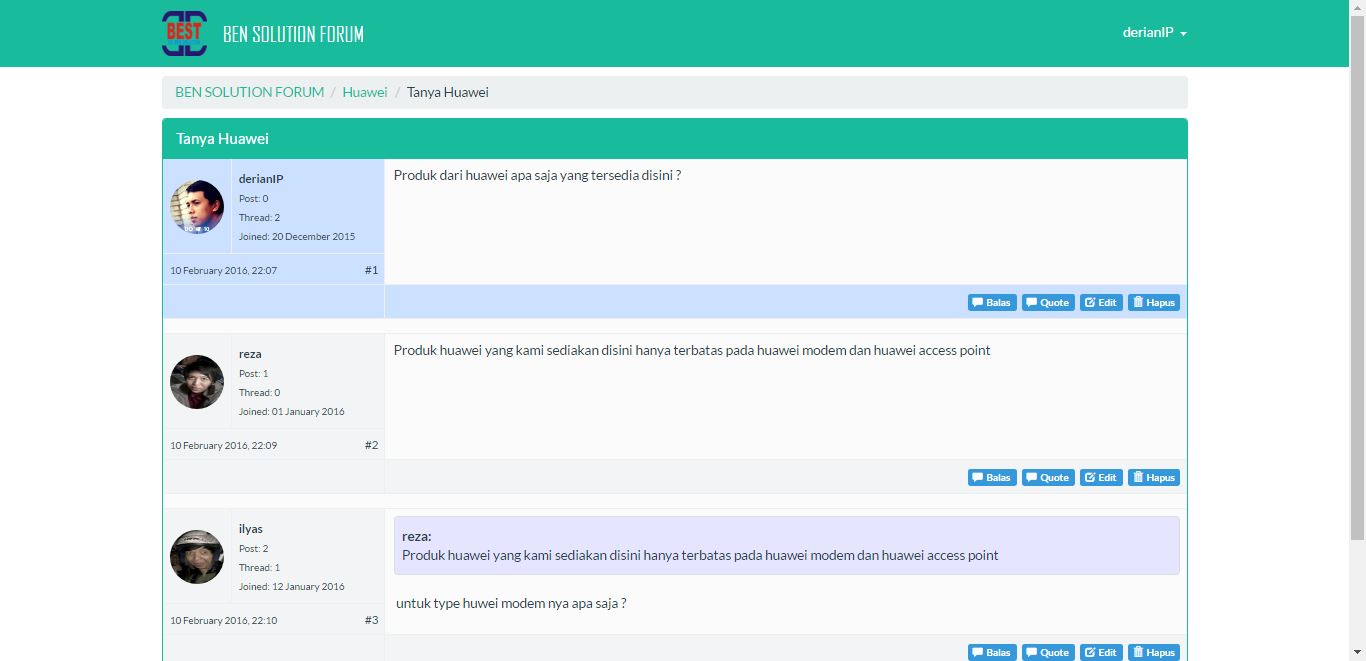 BEST
BEN SOLUTION FORUM
derianIP
BEN SOLUTION FORUM / Huawei / Tanya Huawei
Tanya Huawei
derianIP
Post: 0
Thread: 2
Joined: 20 December 2015
10 February 2016, 22:07 #1
Produk dari huawei apa saja yang tersedia disini ?
Balas Quote Edit Hapus
reza
Post: 1
Thread: 0
Joined: 01 January 2016
10 February 2016, 22:09 #2
Produk huawei yang kami sediakan disini hanya terbatas pada huawei modem dan huawei access point
Balas Quote Edit Hapus
ilyas
Post: 2
Thread: 1
Joined: 12 January 2016
10 February 2016, 22:10 #3
reza:
Produk huawei yang kami sediakan disini hanya terbatas pada huawei modem dan huawei access point
untuk type huwei modem nya apa saja ?
Balas Quote Edit Hapus